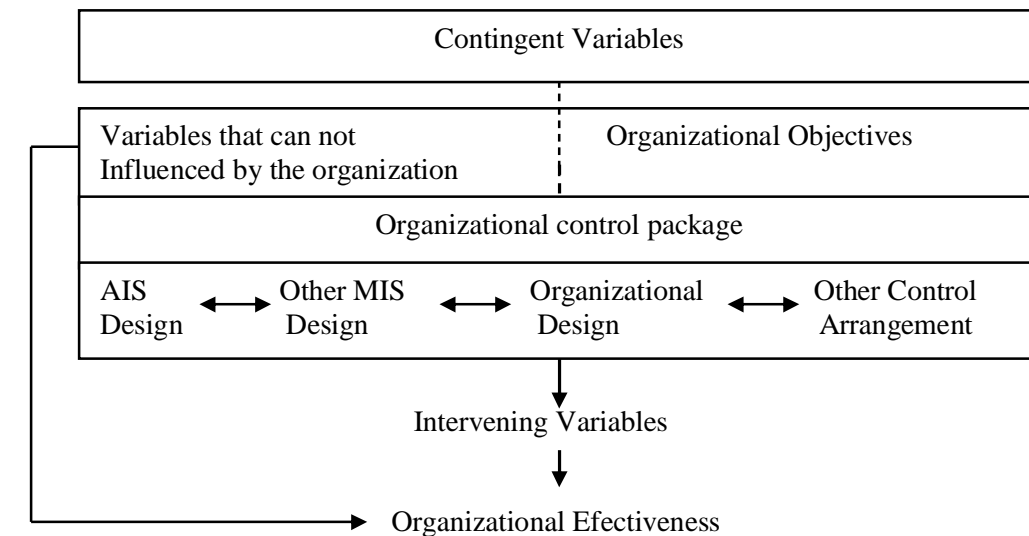 Contingent Variables
Variables that can not
Influenced by the organization
Organizational Objectives
Organizational control package
AIS
Design
Other MIS
Design
Organizational
Design
Other Control
Arrangement
Intervening Variables
Organizational Efectiveness